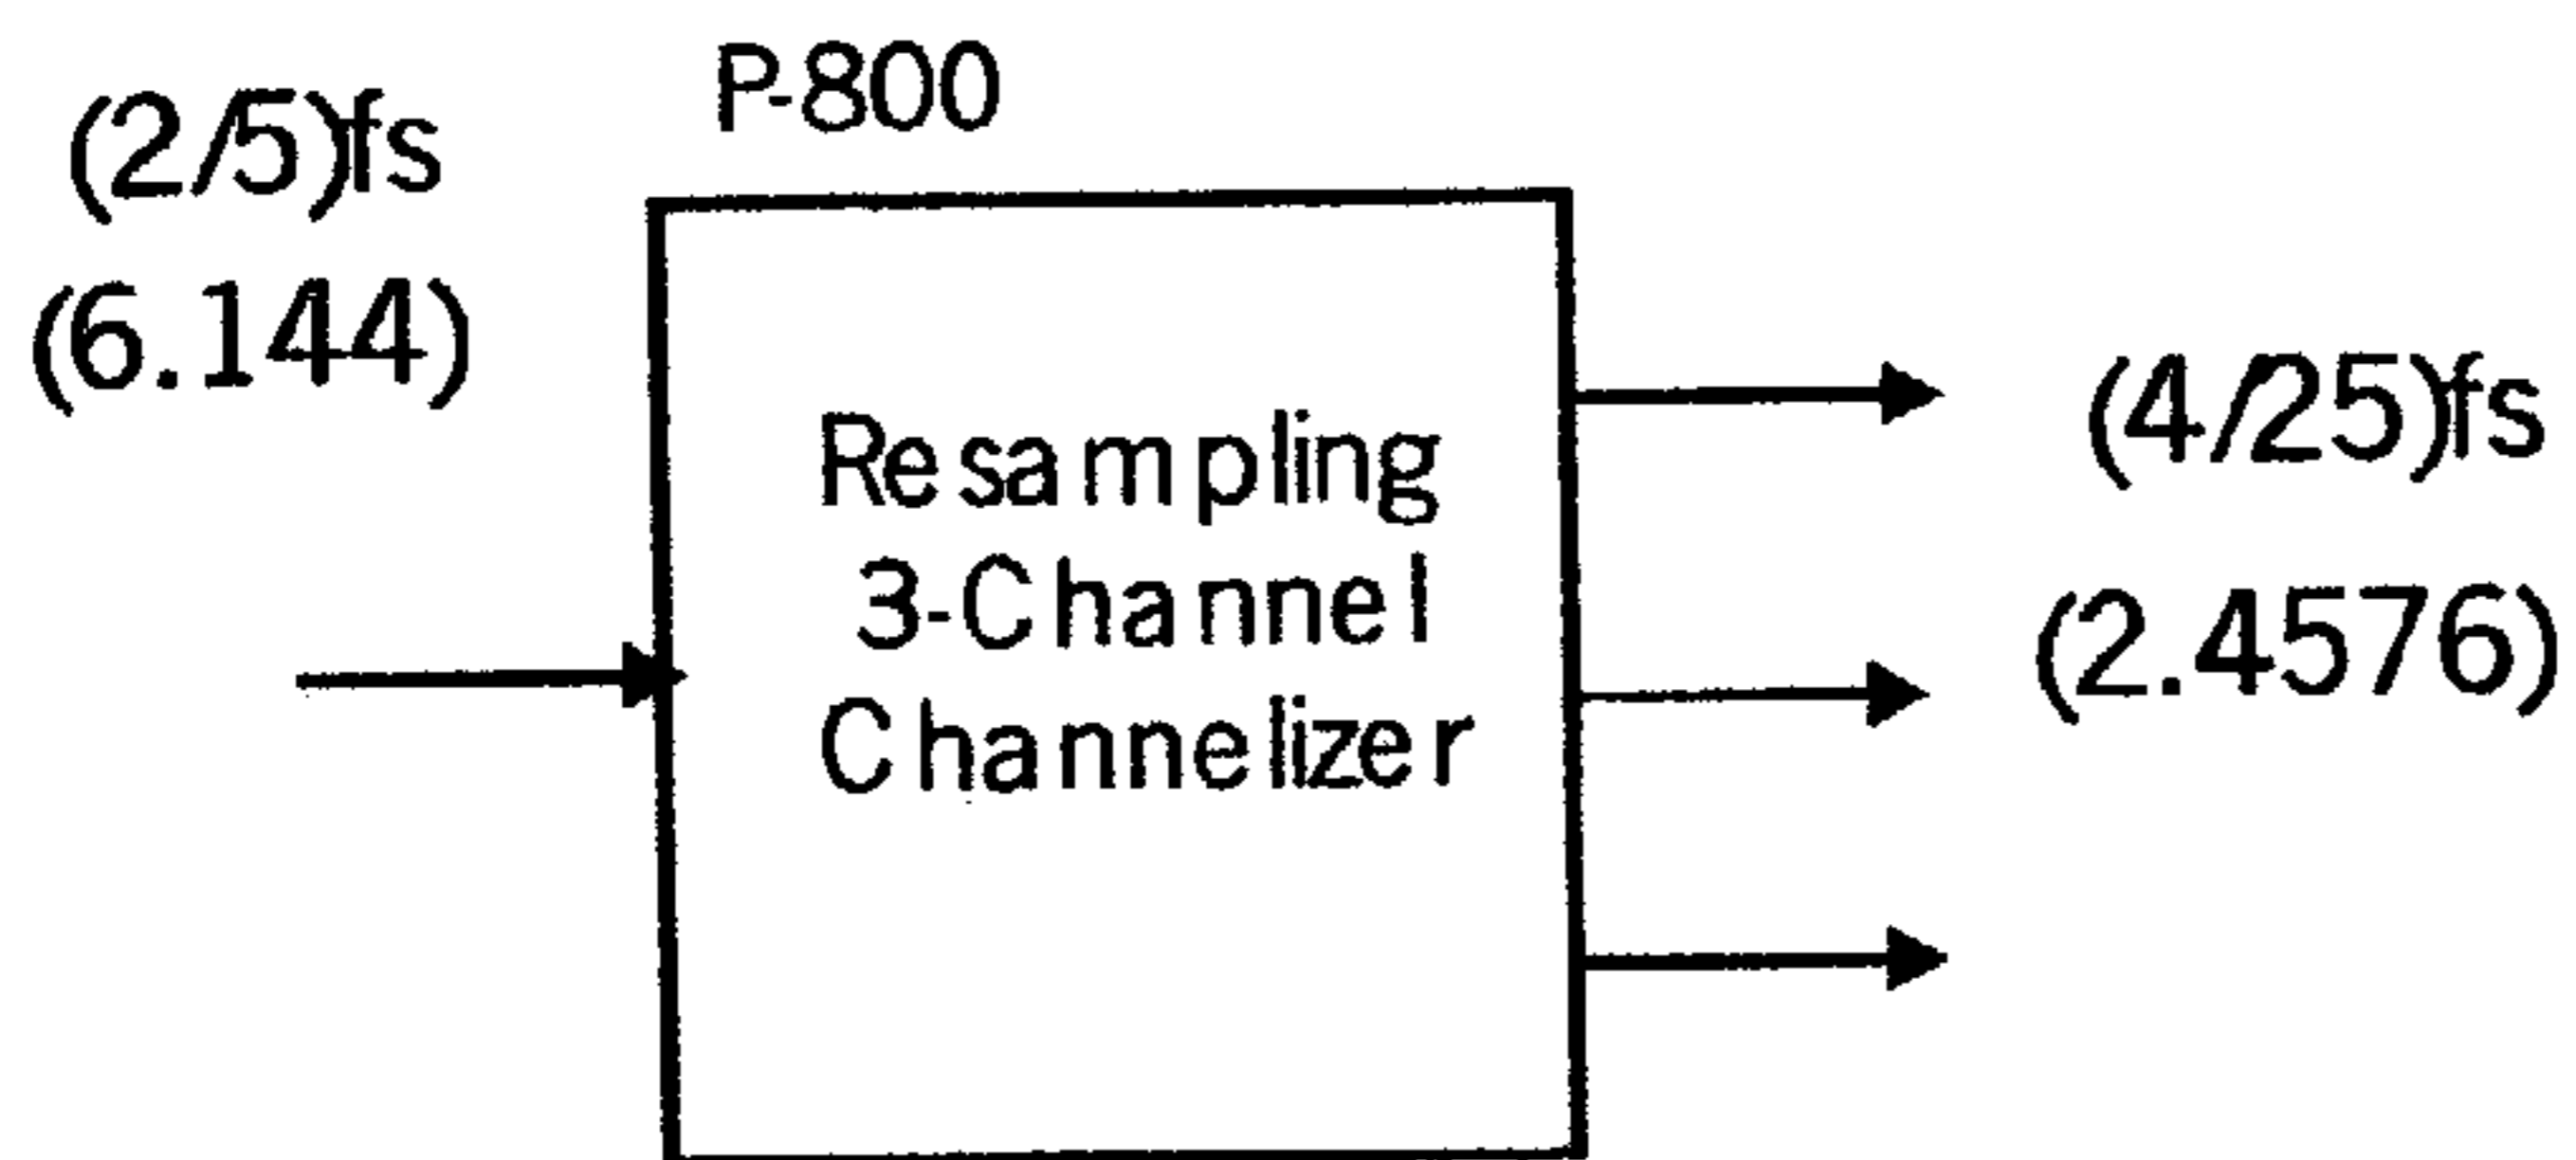 P-800
(2/5)fs
(6.144)
Resampling
3-Channel
Channelizer
(4/25)fs
(2.4576)